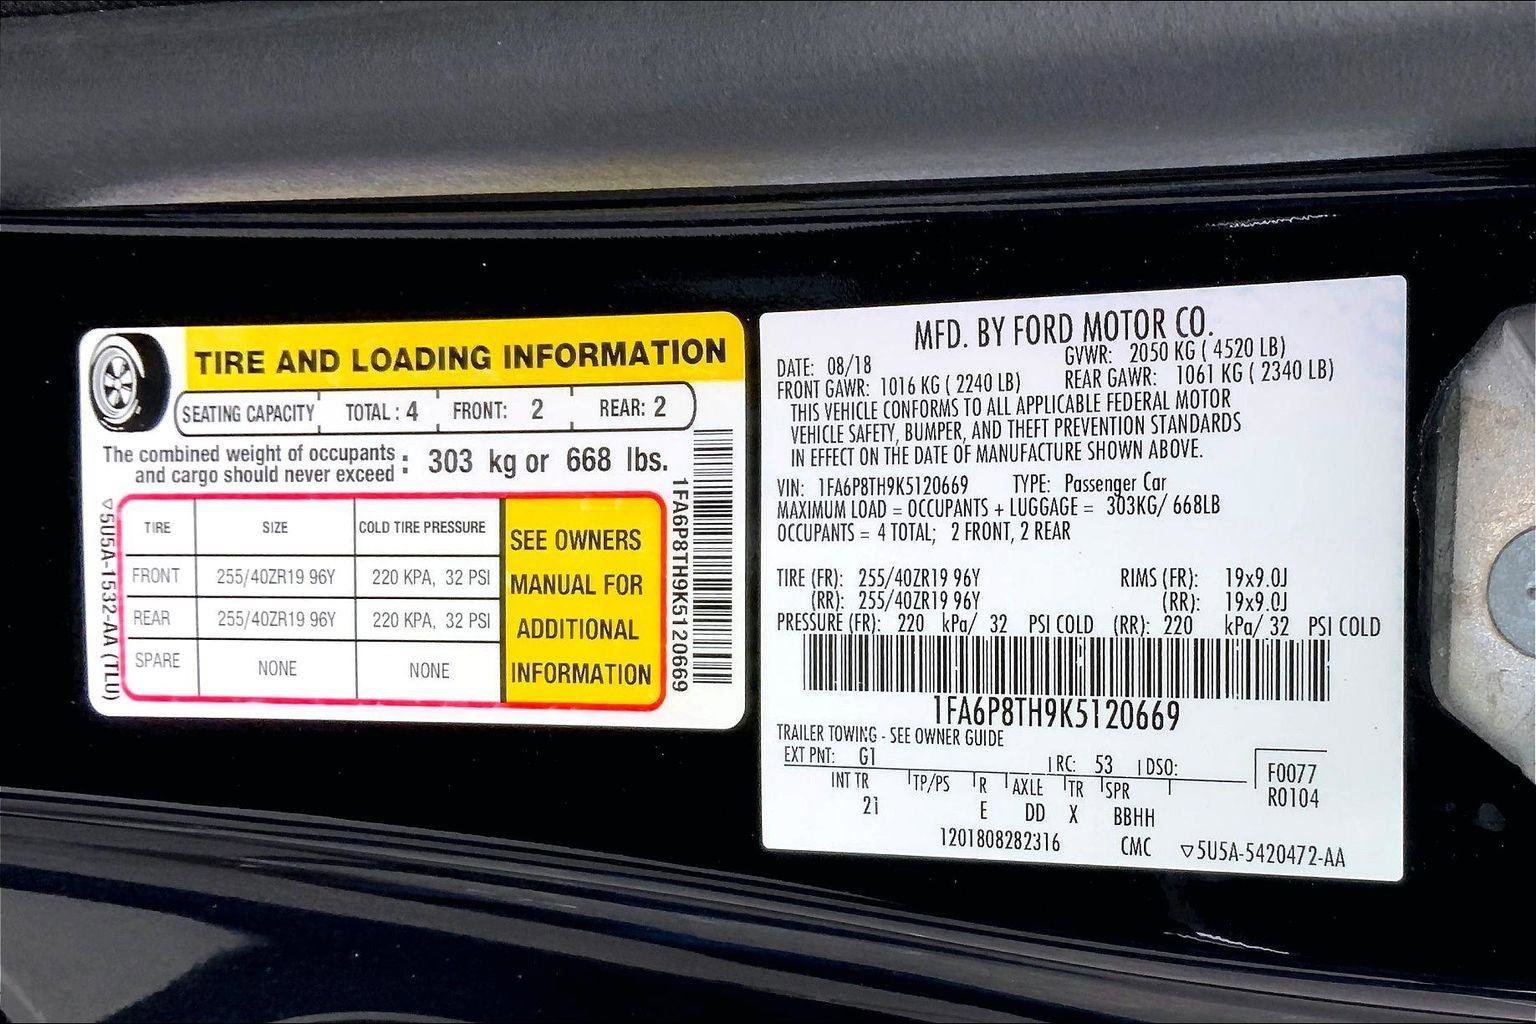 TIRE AND LOADING INFORMATION
SEATING CAPACITY TOTAL : 4 FRONT: 2 REAR: 2
The combined weight of occupants
and cargo should never exceed : 303 kg or 668 lbs.
TIRE SIZE COLD TIRE PRESSURE
FRONT 255/40ZR19 96Y 220 KPA, 32 PSI
REAR 255/40ZR19 96Y 220 KPA, 32 PSI
SPARE NONE NONE
SEE OWNERS
MANUAL FOR
ADDITIONAL
INFORMATION
▽5U5A-1532-AA (TLU)
1FA6P8TH9K5120669
MFD. BY FORD MOTOR CO.
DATE: 08/18 GVWR: 2050 KG ( 4520 LB)
FRONT GAWR: 1016 KG ( 2240 LB) REAR GAWR: 1061 KG ( 2340 LB)
THIS VEHICLE CONFORMS TO ALL APPLICABLE FEDERAL MOTOR
VEHICLE SAFETY, BUMPER, AND THEFT PREVENTION STANDARDS
IN EFFECT ON THE DATE OF MANUFACTURE SHOWN ABOVE.
VIN: 1FA6P8TH9K5120669 TYPE: Passenger Car
MAXIMUM LOAD = OCCUPANTS + LUGGAGE = 303KG/ 668LB
OCCUPANTS = 4 TOTAL; 2 FRONT, 2 REAR
TIRE (FR): 255/40ZR19 96Y RIMS (FR): 19x9.0J
(RR): 255/40ZR19 96Y (RR): 19x9.0J
PRESSURE (FR): 220 kPa/ 32 PSI COLD (RR): 220 kPa/ 32 PSI COLD
1FA6P8TH9K5120669
TRAILER TOWING - SEE OWNER GUIDE
EXT PNT: G1 RC: 53 DSO:
F0077
R0104
INT TR TP/PS R AXLE TR SPR
21 E DD X BBHH
1201808282316 CMC ▽5U5A-5420472-AA